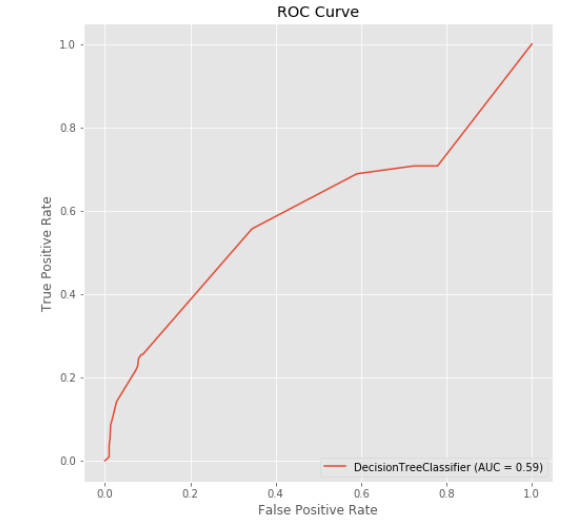 ROC Curve
1.0
0.8
0.6
0.4
0.2
0.0
True Positive Rate
DecisionTreeClassifier (AUC = 0.59)
0.0 0.2 0.4 0.6 0.8 1.0
False Positive Rate